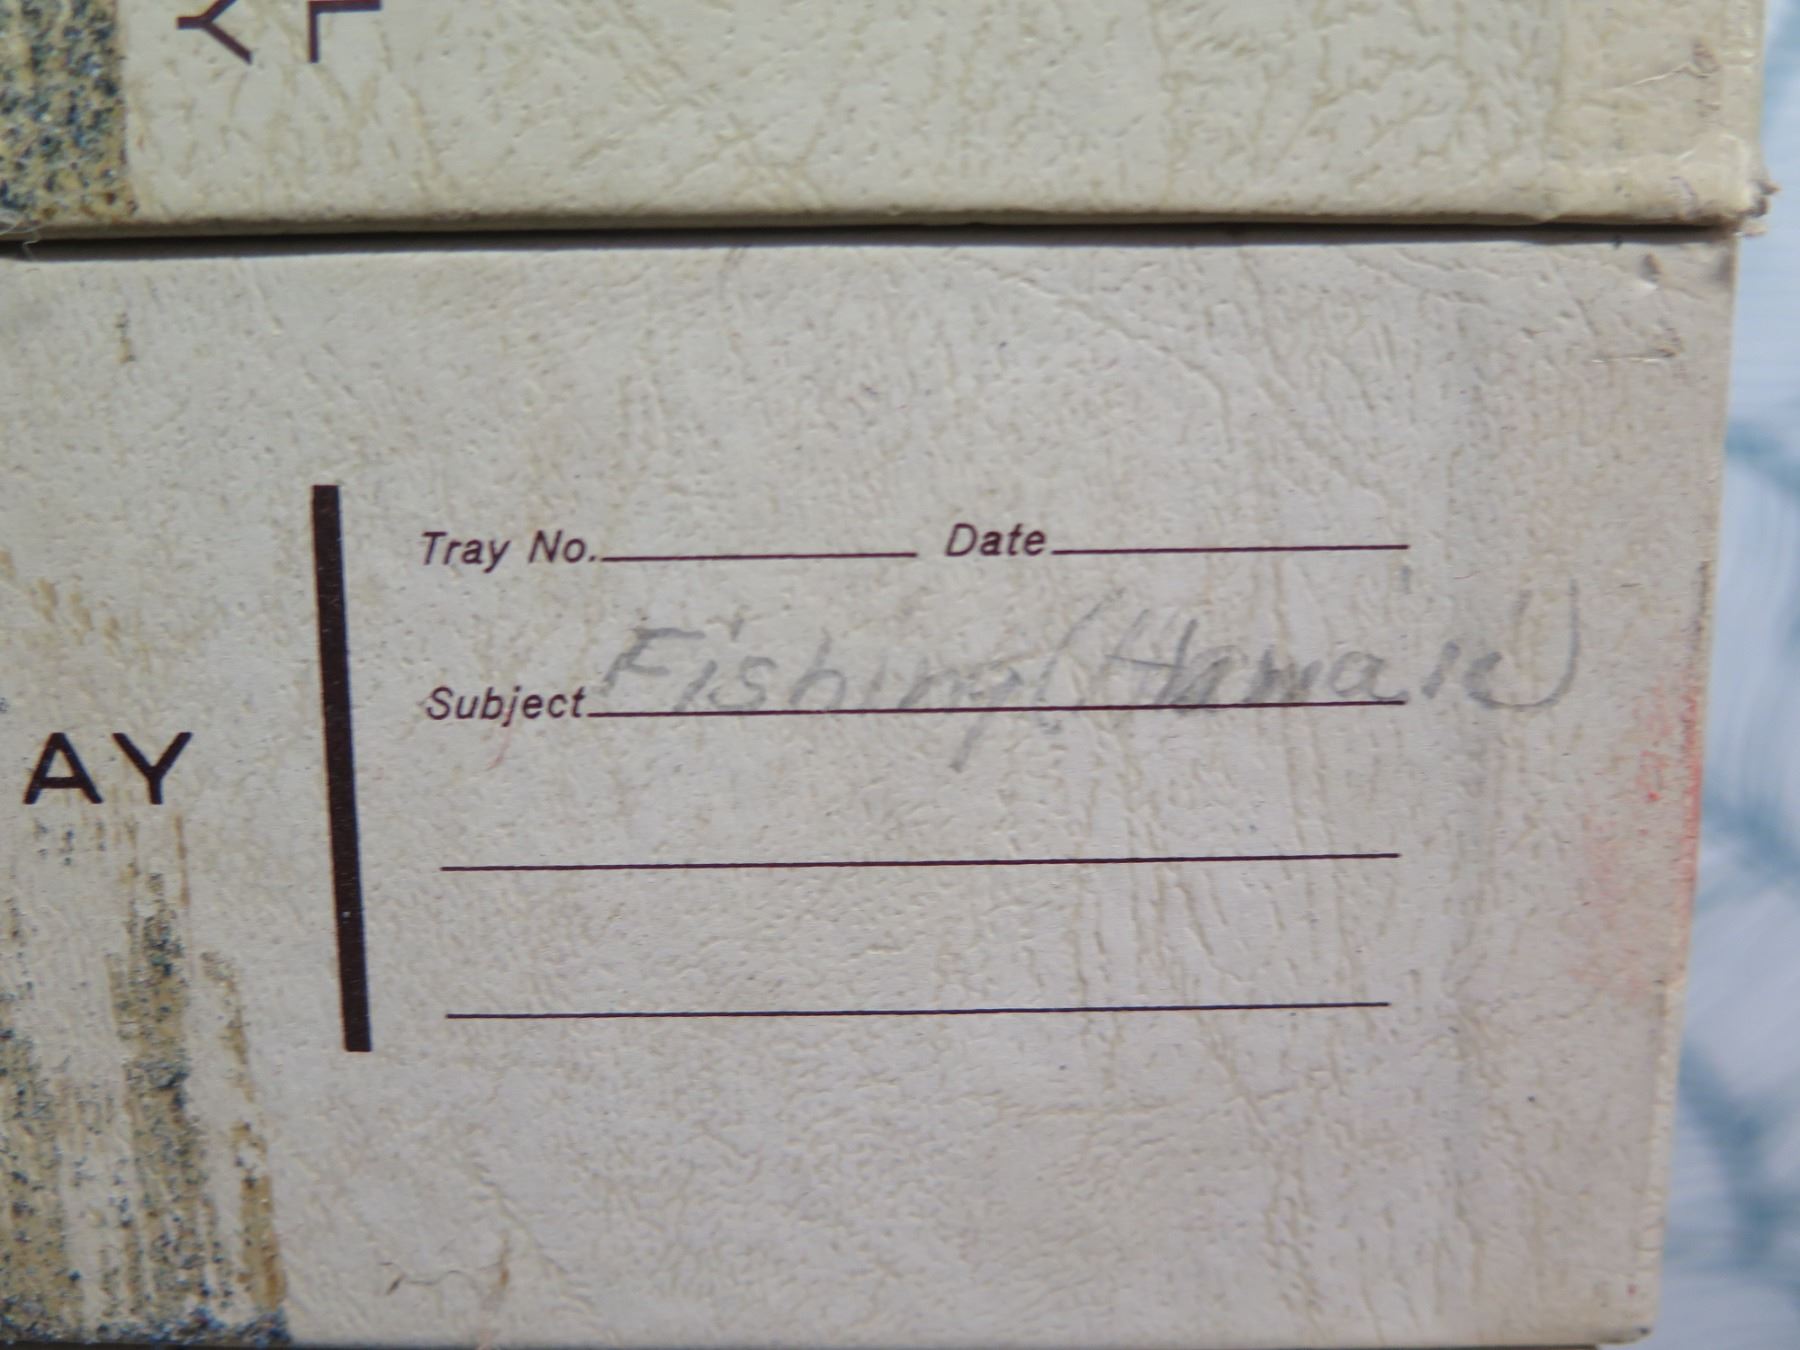 AY
Tray No. Date
Subject Fishing (Hawaii)